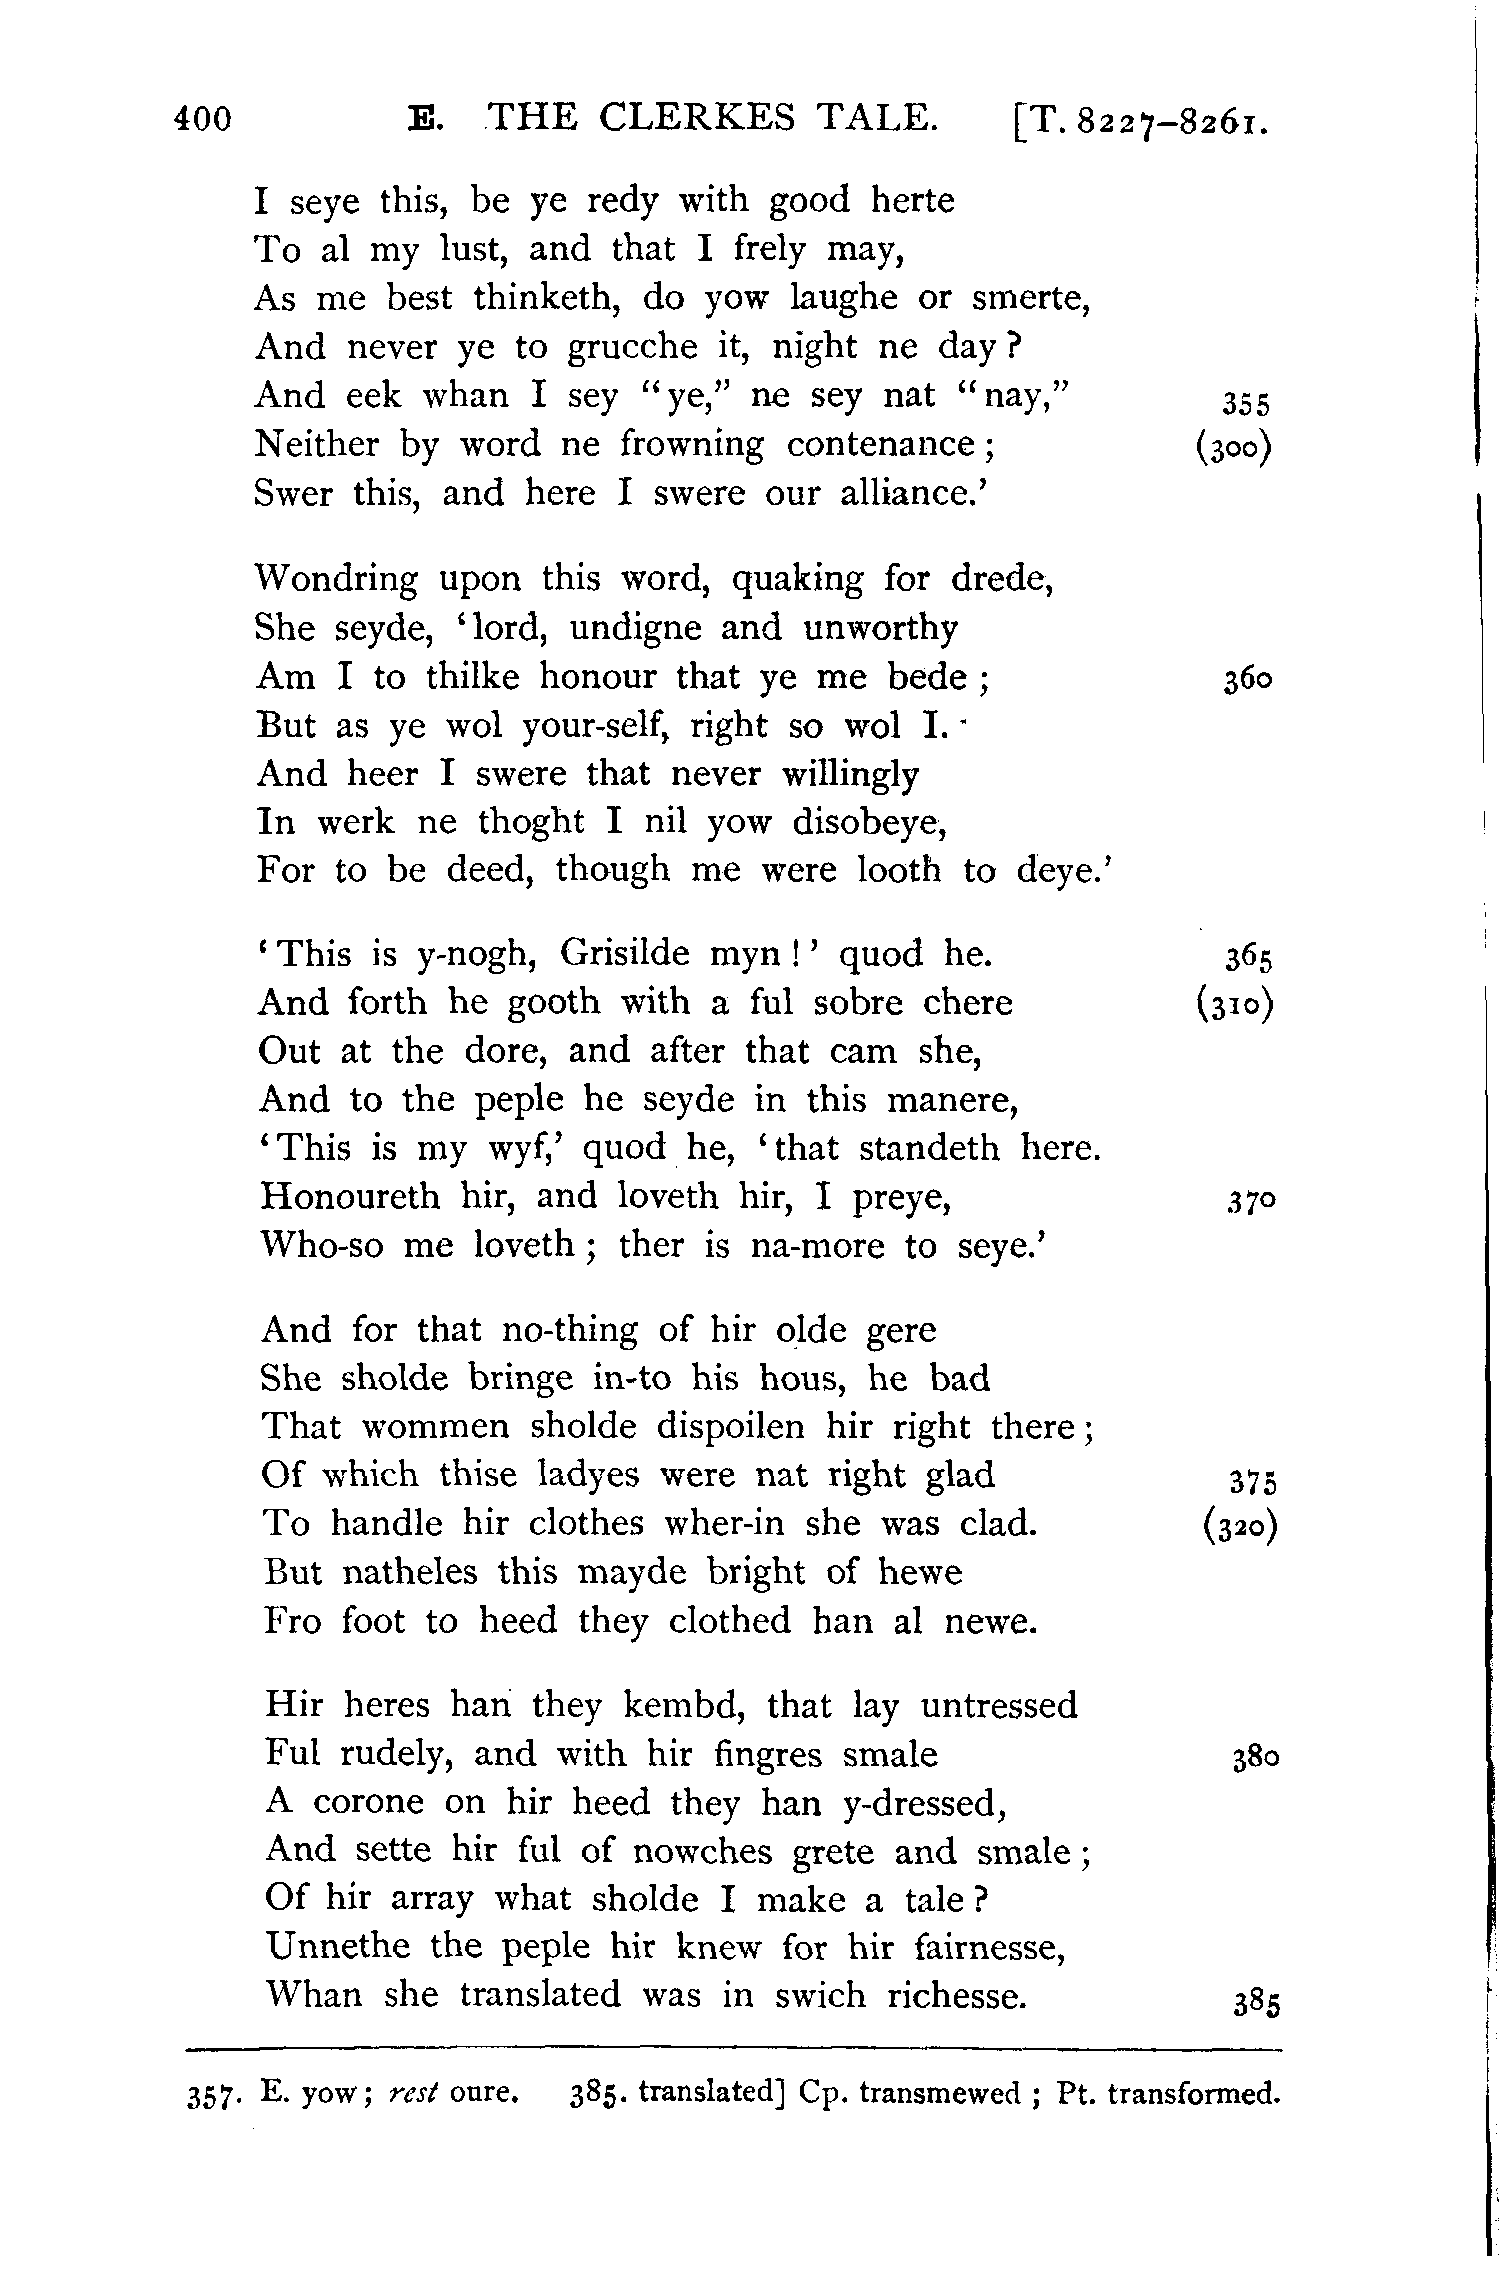 400 E. THE CLERKES TALE. [T. 8227–8261.
I seye this, be ye redy with good herte
To al my lust, and that I frely may,
As me best thinketh, do yow laughe or smerte,
And never ye to grucche it, night ne day ?
And eek whan I sey “ye,” ne sey nat “nay,” 355
Neither by word ne frowning contenance ; (300)
Swer this, and here I swere our alliance.’
Wondring upon this word, quaking for drede,
She seyde, ‘lord, undigne and unworthy
Am I to thilke honour that ye me bede ; 360
But as ye wol your-self, right so wol I.
And heer I swere that never willingly
In werk ne thoght I nil yow disobeye,
For to be deed, though me were looth to deye.’
‘This is y-nogh, Grisilde myn !’ quod he. 365
And forth he gooth with a ful sobre chere (310)
Out at the dore, and after that cam she,
And to the peple he seyde in this manere,
‘This is my wyf,’ quod he, ‘that standeth here.
Honoureth hir, and loveth hir, I preye, 370
Who-so me loveth ; ther is na-more to seye.’
And for that no-thing of hir olde gere
She sholde bringe in-to his hous, he bad
That wommen sholde dispoilen hir right there ;
Of which thise ladyes were nat right glad 375
To handle hir clothes wher-in she was clad. (320)
But natheles this mayde bright of hewe
Fro foot to heed they clothed han al newe.
Hir heres han they kembd, that lay untressed
Ful rudely, and with hir fingres smale 380
A corone on hir heed they han y-dressed,
And sette hir ful of nowches grete and smale ;
Of hir array what sholde I make a tale ?
Unnethe the peple hir knew for hir fairnesse,
Whan she translated was in swich richesse. 385
357. E. yow ; rest oure. 385. translated] Cp. transmewed ; Pt. transformed.